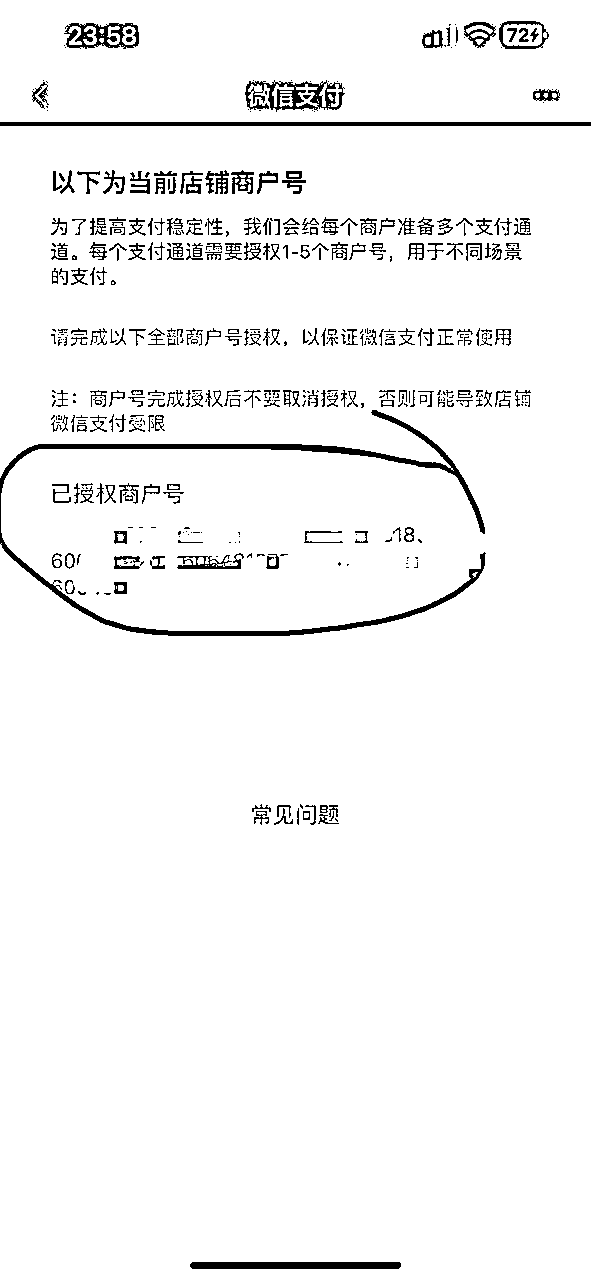 23:58
72
微信支付
以下为当前店铺商户号
为了提高支付稳定性，我们会给每个商户准备多个支付通
道。每个支付通道需要授权1-5个商户号，用于不同场景
的支付。
请完成以下全部商户号授权，以保证微信支付正常使用
注：商户号完成授权后不要取消授权，否则可能导致店铺
微信支付受限
已授权商户号
常见问题